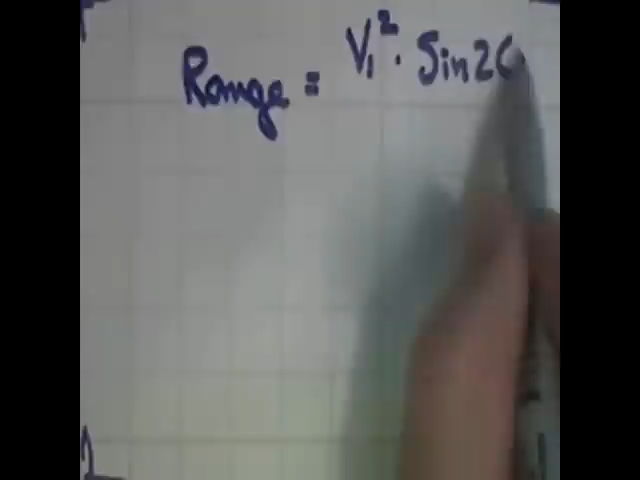 Range = V₁² · Sin2